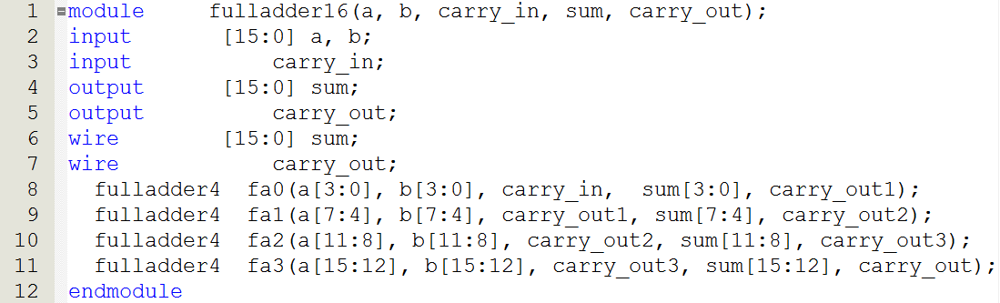 1 module fulladder16(a, b, carry_in, sum, carry_out);
2 input [15:0] a, b;
3 input carry_in;
4 output [15:0] sum;
5 output carry_out;
6 wire [15:0] sum;
7 wire carry_out;
8 fulladder4 fa0(a[3:0], b[3:0], carry_in, sum[3:0], carry_out1);
9 fulladder4 fa1(a[7:4], b[7:4], carry_out1, sum[7:4], carry_out2);
10 fulladder4 fa2(a[11:8], b[11:8], carry_out2, sum[11:8], carry_out3);
11 fulladder4 fa3(a[15:12], b[15:12], carry_out3, sum[15:12], carry_out);
12 endmodule